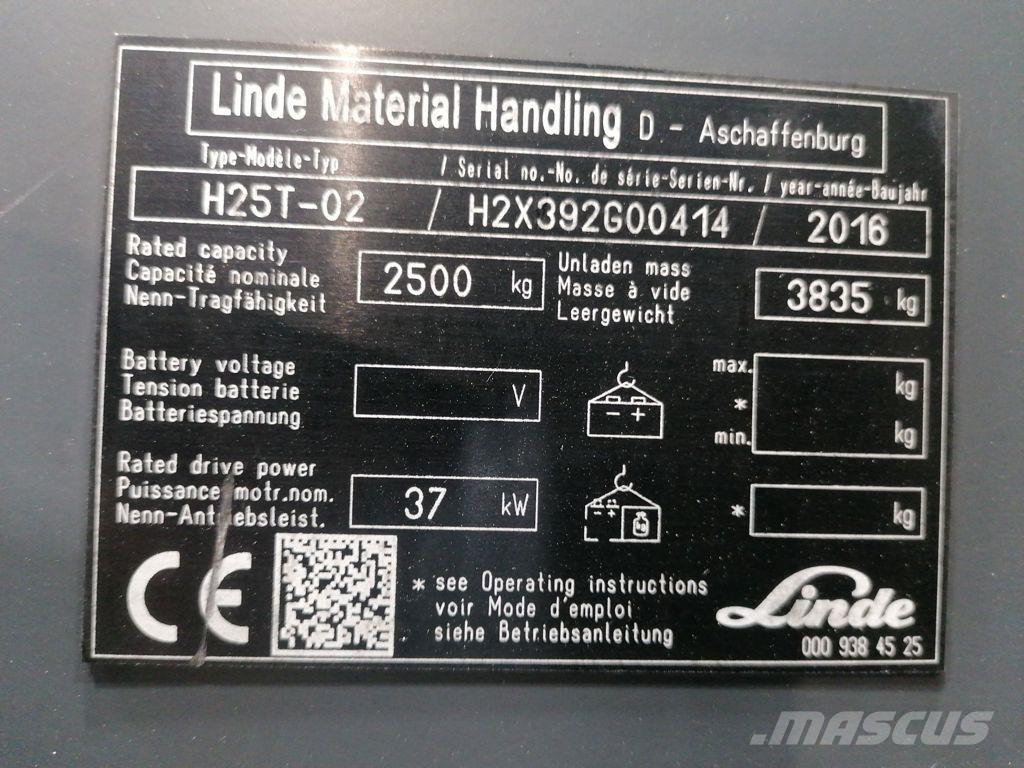 Linde Material Handling D - Aschaffenburg
Type-Modèle-Typ / Serial no.-No. de série-Serien-Nr. / year-année-Baujahr
H25T-02 / H2X392G00414 / 2016
Rated capacity
Capacité nominale
Nenn-Tragfähigkeit
2500 kg
Unladen mass
Masse à vide
Leergewicht
3835 kg
Battery voltage
Tension batterie
Batteriespannung
V
- +
max. kg
*
min. kg
Rated drive power
Puissance motr.nom.
Nenn-Antriebsleist.
37 kW
- +
kg
* kg
CE
* see Operating instructions
voir Mode d'emploi
siehe Betriebsanleitung
Linde
000 938 45 25
.MASCUS